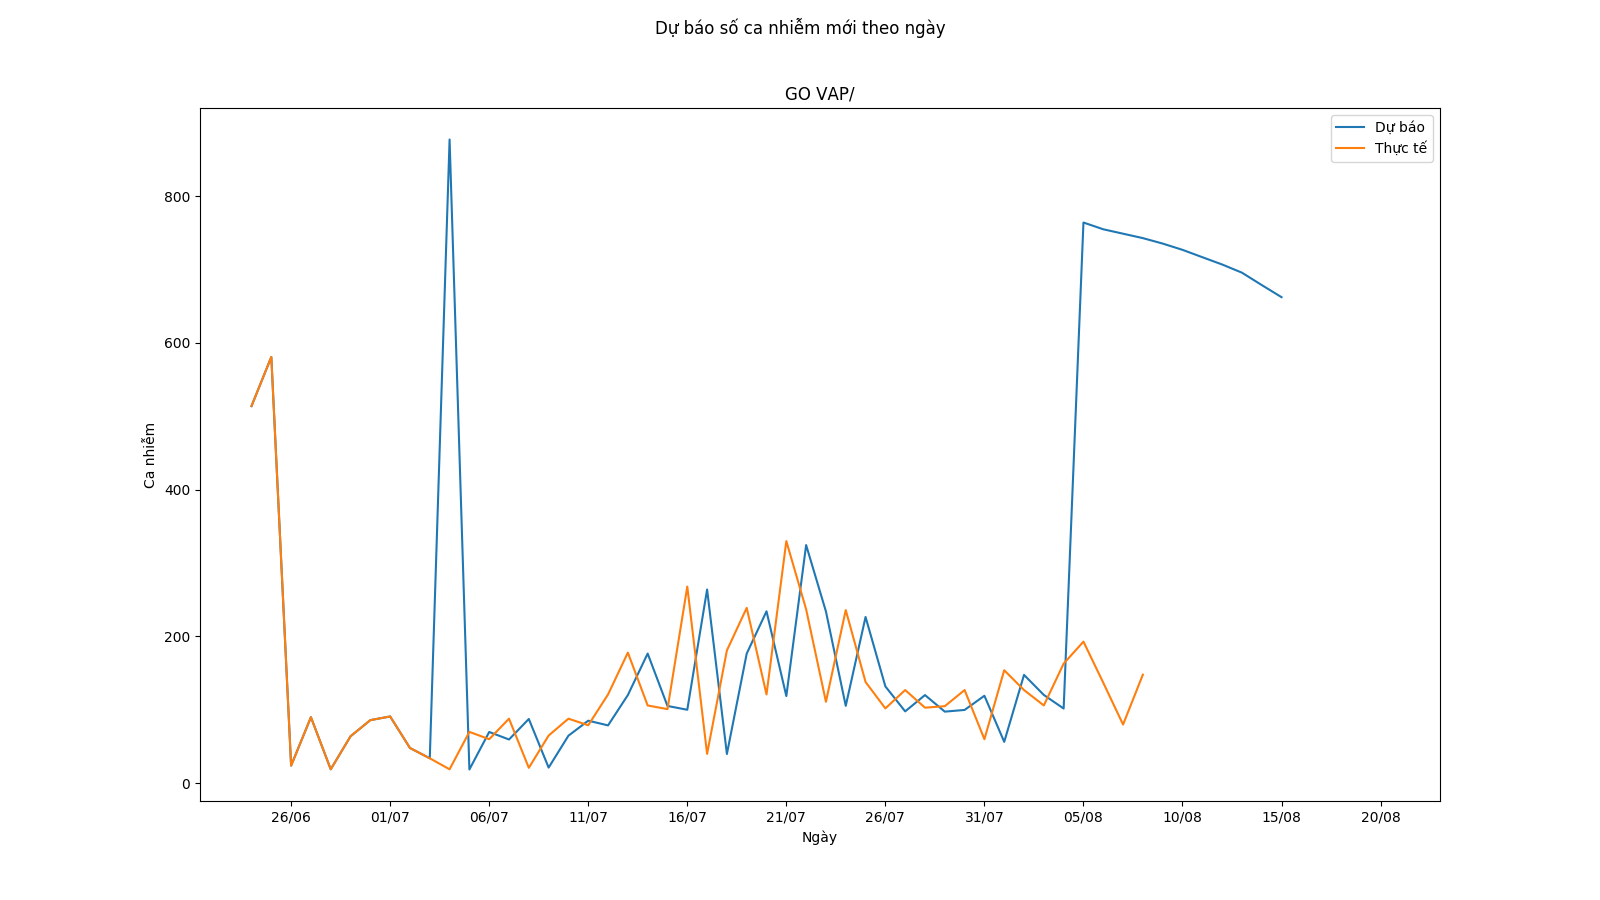 Dự báo số ca nhiễm mới theo ngày
GO VAP/
Dự báo
Thực tế
800
600
400
200
0
Ca nhiễm
26/06 01/07 06/07 11/07 16/07 21/07 26/07 31/07 05/08 10/08 15/08 20/08
Ngày